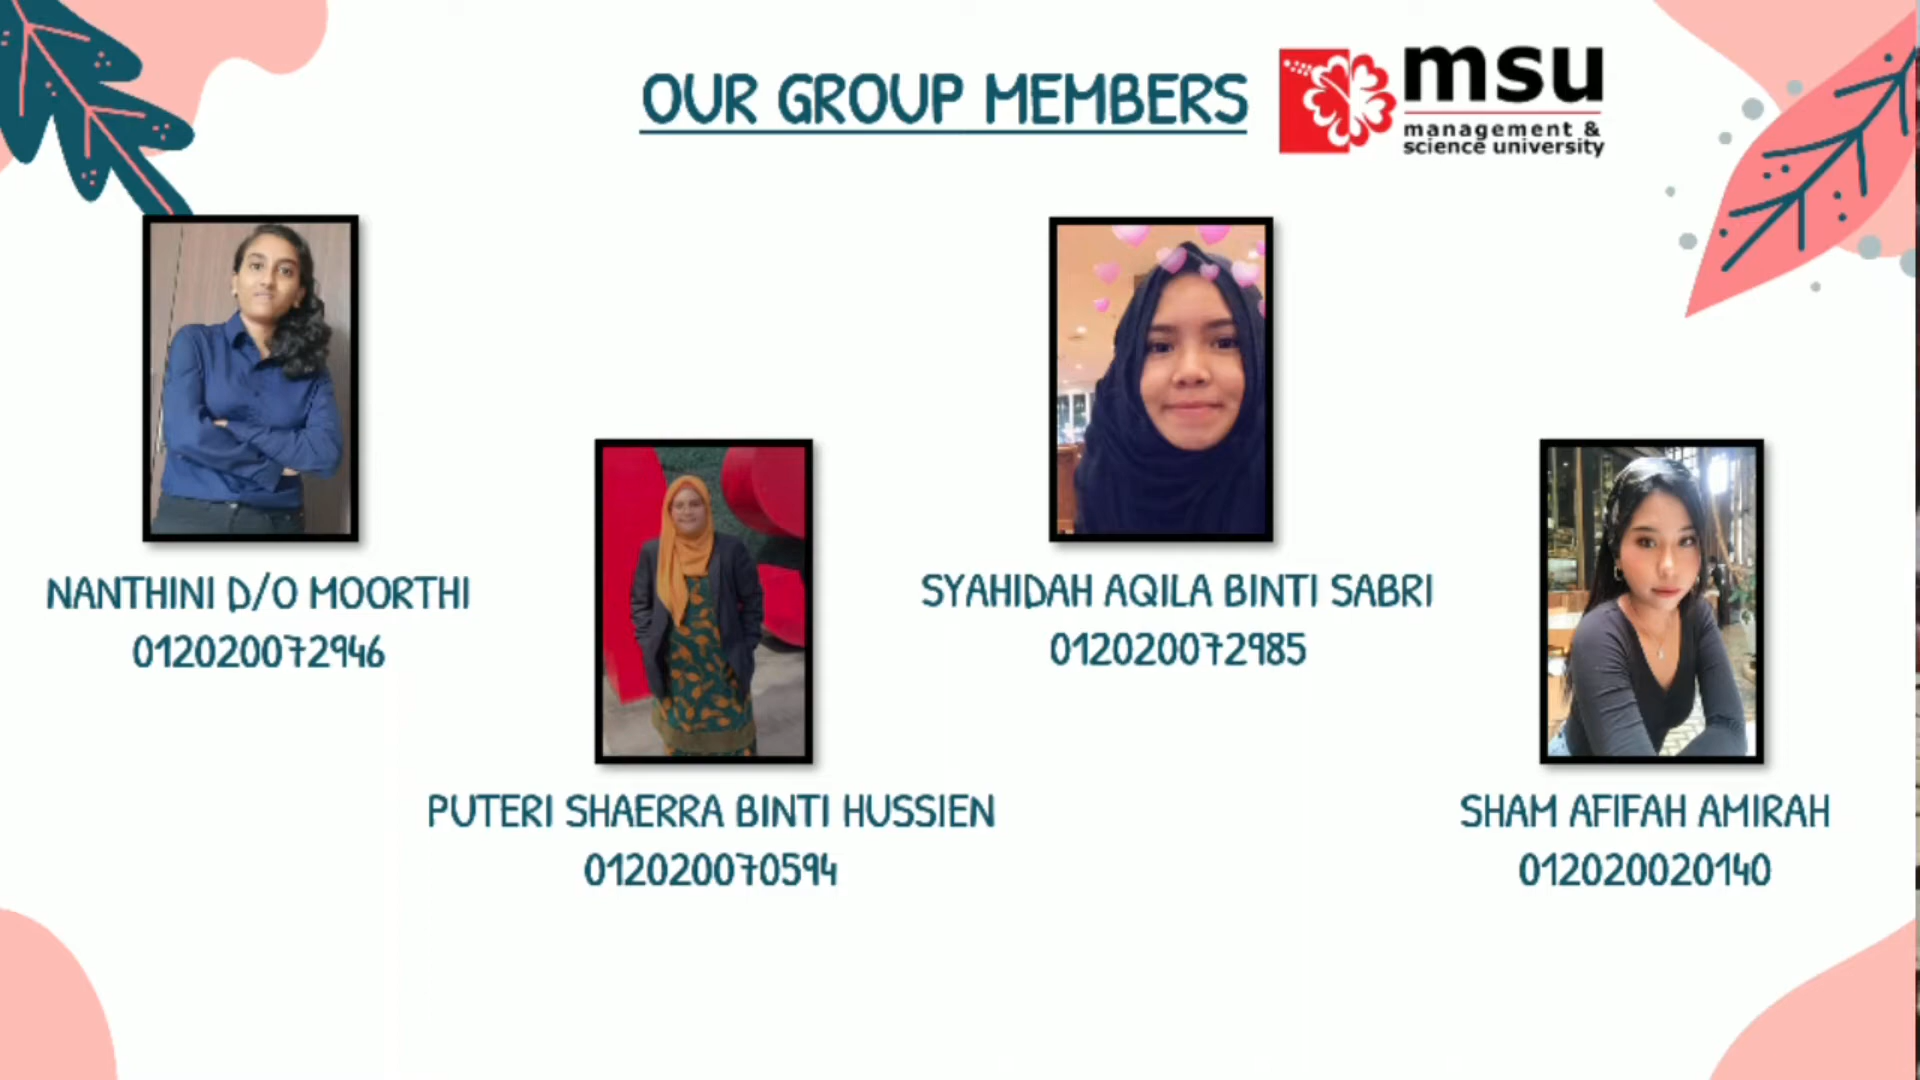 OUR GROUP MEMBERS
msu
management &
science university
NANTHINI D/O MOORTHI
012020072946
PUTERI SHAERRA BINTI HUSSIEN
012020070594
SYAHIDAH AQILA BINTI SABRI
012020072985
SHAM AFIFAH AMIRAH
012020020140